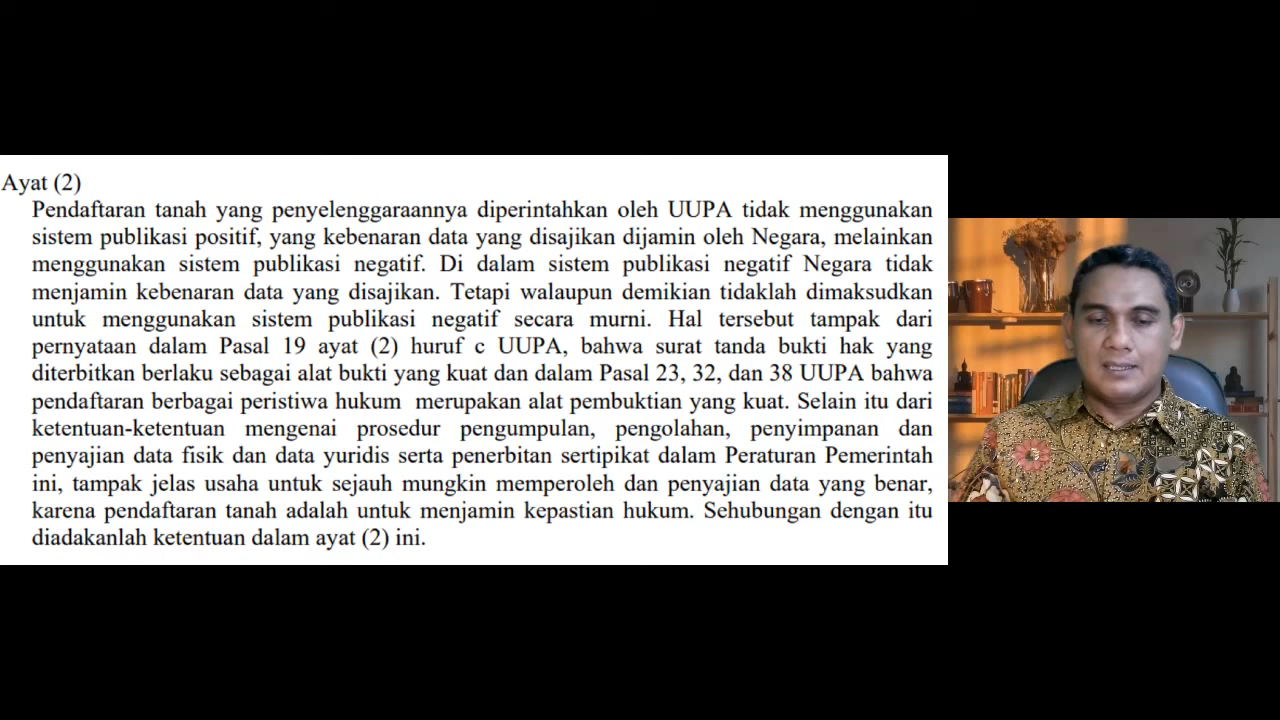 Ayat (2)
Pendaftaran tanah yang penyelenggaraannya diperintahkan oleh UUPA tidak menggunakan
sistem publikasi positif, yang kebenaran data yang disajikan dijamin oleh Negara, melainkan
menggunakan sistem publikasi negatif. Di dalam sistem publikasi negatif Negara tidak
menjamin kebenaran data yang disajikan. Tetapi walaupun demikian tidaklah dimaksudkan
untuk menggunakan sistem publikasi negatif secara murni. Hal tersebut tampak dari
pernyataan dalam Pasal 19 ayat (2) huruf c UUPA, bahwa surat tanda bukti hak yang
diterbitkan berlaku sebagai alat bukti yang kuat dan dalam Pasal 23, 32, dan 38 UUPA bahwa
pendaftaran berbagai peristiwa hukum merupakan alat pembuktian yang kuat. Selain itu dari
ketentuan-ketentuan mengenai prosedur pengumpulan, pengolahan, penyimpanan dan
penyajian data fisik dan data yuridis serta penerbitan sertipikat dalam Peraturan Pemerintah
ini, tampak jelas usaha untuk sejauh mungkin memperoleh dan penyajian data yang benar,
karena pendaftaran tanah adalah untuk menjamin kepastian hukum. Sehubungan dengan itu
diadakanlah ketentuan dalam ayat (2) ini.